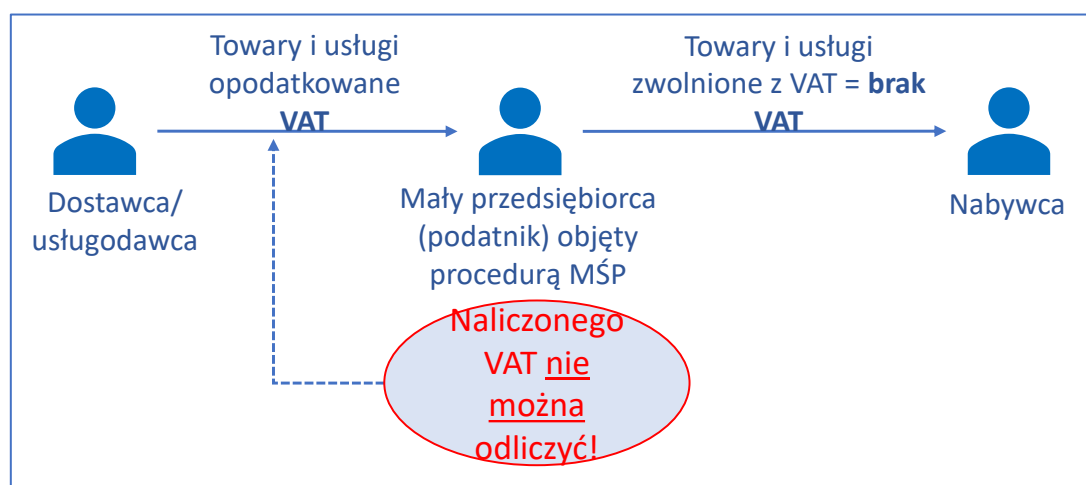 Towary i usługi
opodatkowane
VAT
Towary i usługi
zwolnione z VAT = brak
VAT
Dostawca/
usługodawca
Mały przedsiębiorca
(podatnik) objęty
procedurą MŚP
Nabywca
Naliczonego
VAT nie
można
odliczyć!